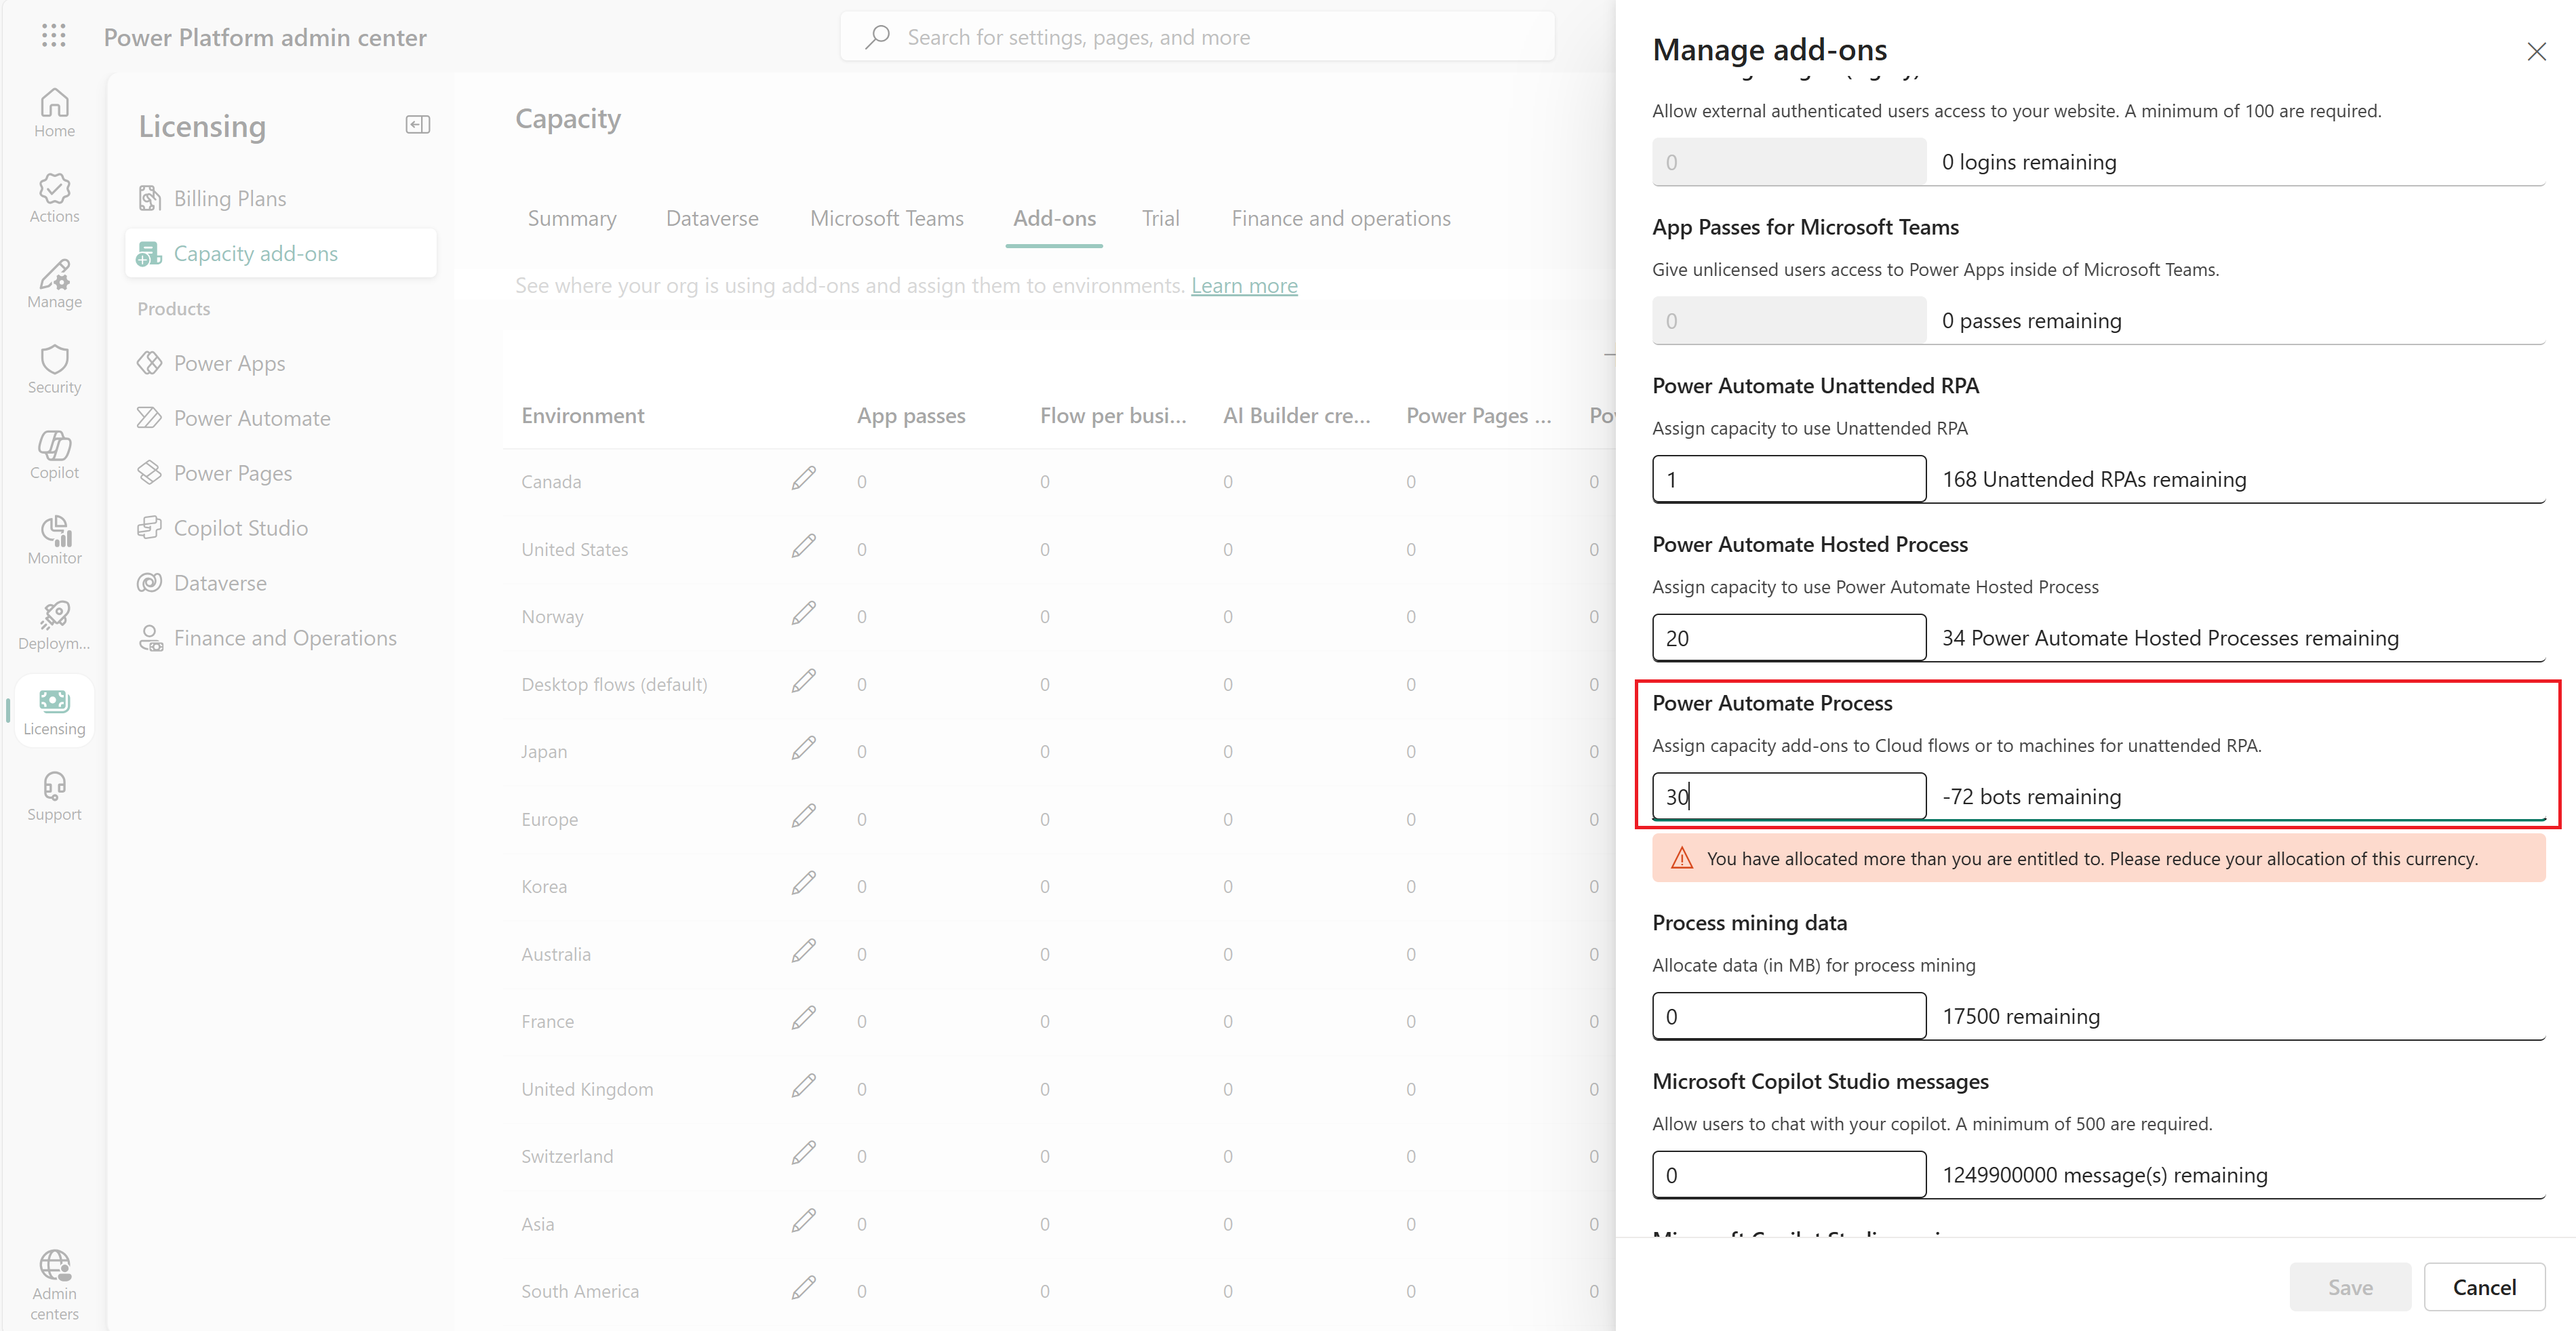 Power Platform admin center
Search for settings, pages, and more
Home
Actions
Manage
Security
Copilot
Monitor
Deploym...
Licensing
Support
Admin
centers
Licensing
Billing Plans
Capacity add-ons
Products
Power Apps
Power Automate
Power Pages
Copilot Studio
Dataverse
Finance and Operations
Capacity
Summary Dataverse Microsoft Teams Add-ons Trial Finance and operations
See where your org is using add-ons and assign them to environments. Learn more
Environment App passes Flow per busi... AI Builder cre... Power Pages ...
Canada 0 0 0 0 0
United States 0 0 0 0 0
Norway 0 0 0 0 0
Desktop flows (default) 0 0 0 0 0
Japan 0 0 0 0 0
Europe 0 0 0 0 0
Korea 0 0 0 0 0
Australia 0 0 0 0 0
France 0 0 0 0 0
United Kingdom 0 0 0 0 0
Switzerland 0 0 0 0 0
Asia 0 0 0 0 0
South America 0 0 0 0 0
Manage add-ons
Allow external authenticated users access to your website. A minimum of 100 are required.
0 0 logins remaining
App Passes for Microsoft Teams
Give unlicensed users access to Power Apps inside of Microsoft Teams.
0 0 passes remaining
Power Automate Unattended RPA
Assign capacity to use Unattended RPA
1 168 Unattended RPAs remaining
Power Automate Hosted Process
Assign capacity to use Power Automate Hosted Process
20 34 Power Automate Hosted Processes remaining
Power Automate Process
Assign capacity add-ons to Cloud flows or to machines for unattended RPA.
30 -72 bots remaining
You have allocated more than you are entitled to. Please reduce your allocation of this currency.
Process mining data
Allocate data (in MB) for process mining
0 17500 remaining
Microsoft Copilot Studio messages
Allow users to chat with your copilot. A minimum of 500 are required.
0 1249900000 message(s) remaining
Save Cancel